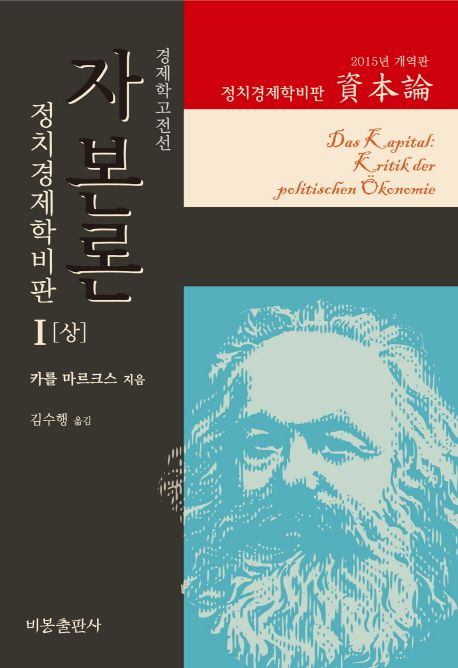 경제학고전선
자본론
정치경제학비판
I [상]
카를 마르크스 지음
김수행 옮김
비봉출판사
2015년 개역판
정치경제학비판 資本論
Das Kapital:
Kritik der
politischen Ökonomie